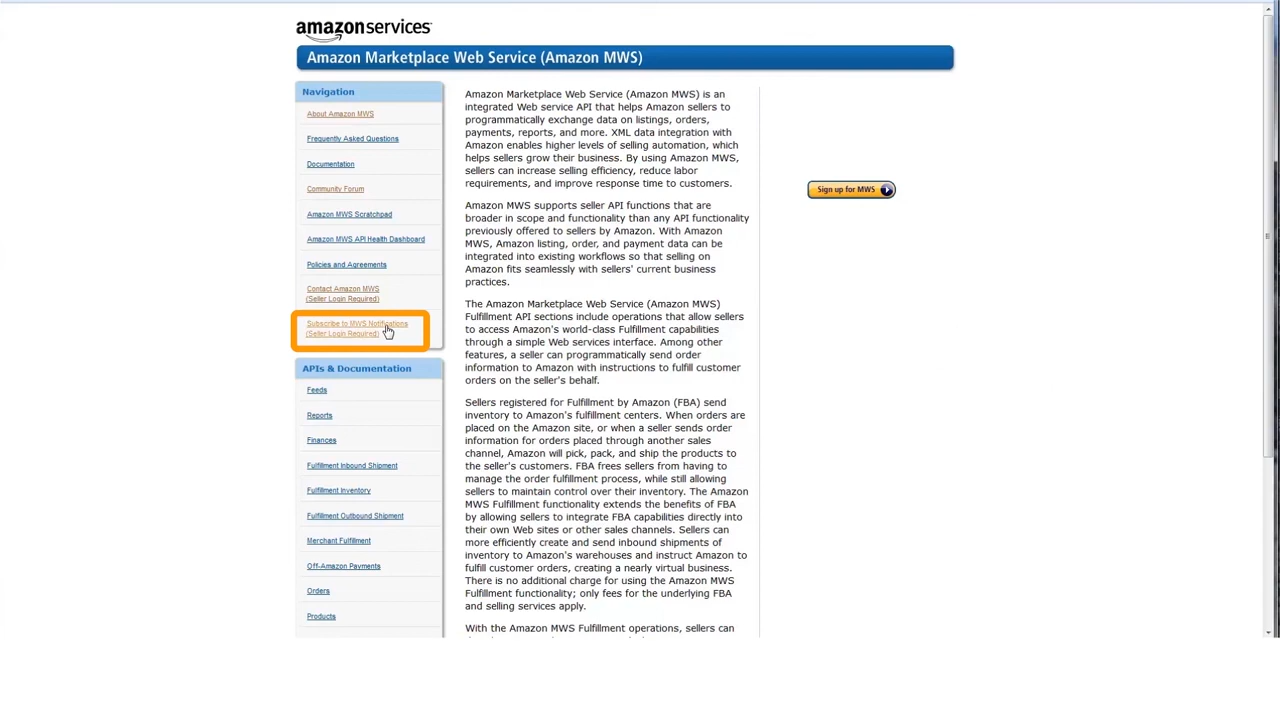 amazonservices
Amazon Marketplace Web Service (Amazon MWS)
Navigation
About Amazon MWS
Frequently Asked Questions
Documentation
Community Forum
Amazon MWS Scratchpad
Amazon MWS API Health Dashboard
Policies and Agreements
Contact Amazon MWS
(Seller Login Required)
Subscribe to MWS Notifications
(Seller Login Required)
APIs & Documentation
Feeds
Reports
Finances
Fulfillment Inbound Shipment
Fulfillment Inventory
Fulfillment Outbound Shipment
Merchant Fulfillment
Off-Amazon Payments
Orders
Products
Amazon Marketplace Web Service (Amazon MWS) is an
integrated Web service API that helps Amazon sellers to
programmatically exchange data on listings, orders,
payments, reports, and more. XML data integration with
Amazon enables higher levels of selling automation, which
helps sellers grow their business. By using Amazon MWS,
sellers can increase selling efficiency, reduce labor
requirements, and improve response time to customers.
Amazon MWS supports seller API functions that are
broader in scope and functionality than any API functionality
previously offered to sellers by Amazon. With Amazon
MWS, Amazon listing, order, and payment data can be
integrated into existing workflows so that selling on
Amazon fits seamlessly with sellers' current business
practices.
The Amazon Marketplace Web Service (Amazon MWS)
Fulfillment API sections include operations that allow sellers
to access Amazon's world-class Fulfillment capabilities
through a simple Web services interface. Among other
features, a seller can programmatically send order
information to Amazon with instructions to fulfill customer
orders on the seller's behalf.
Sellers registered for Fulfillment by Amazon (FBA) send
inventory to Amazon's fulfillment centers. When orders are
placed on the Amazon site, or when a seller sends order
information for orders placed through another sales
channel, Amazon will pick, pack, and ship the products to
the seller's customers. FBA frees sellers from having to
manage the order fulfillment process, while still allowing
sellers to maintain control over their inventory. The Amazon
MWS Fulfillment functionality extends the benefits of FBA
by allowing sellers to integrate FBA capabilities directly into
their own Web sites or other sales channels. Sellers can
more efficiently create and send inbound shipments of
inventory to Amazon's warehouses and instruct Amazon to
fulfill customer orders, creating a nearly virtual business.
There is no additional charge for using the Amazon MWS
Fulfillment functionality; only fees for the underlying FBA
and selling services apply.
With the Amazon MWS Fulfillment operations, sellers can
Sign up for MWS